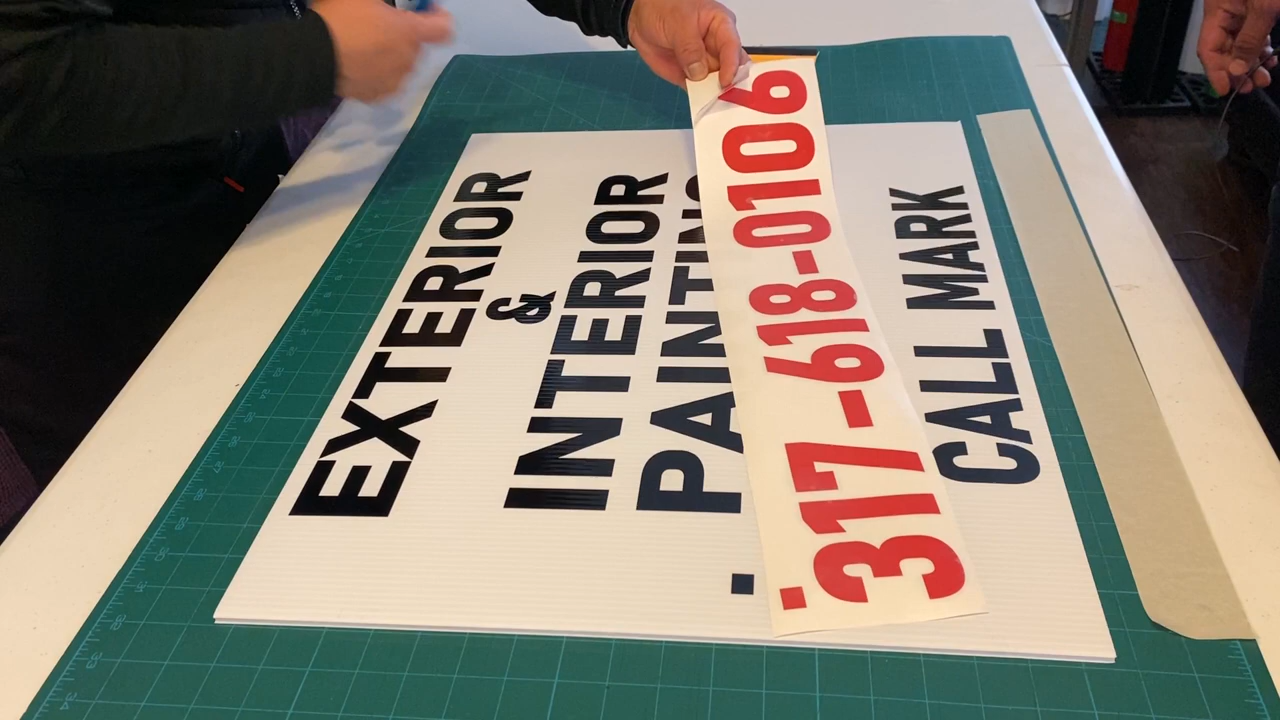 EXTERIOR
&
INTERIOR
PAINTING
317-618-0106
CALL MARK